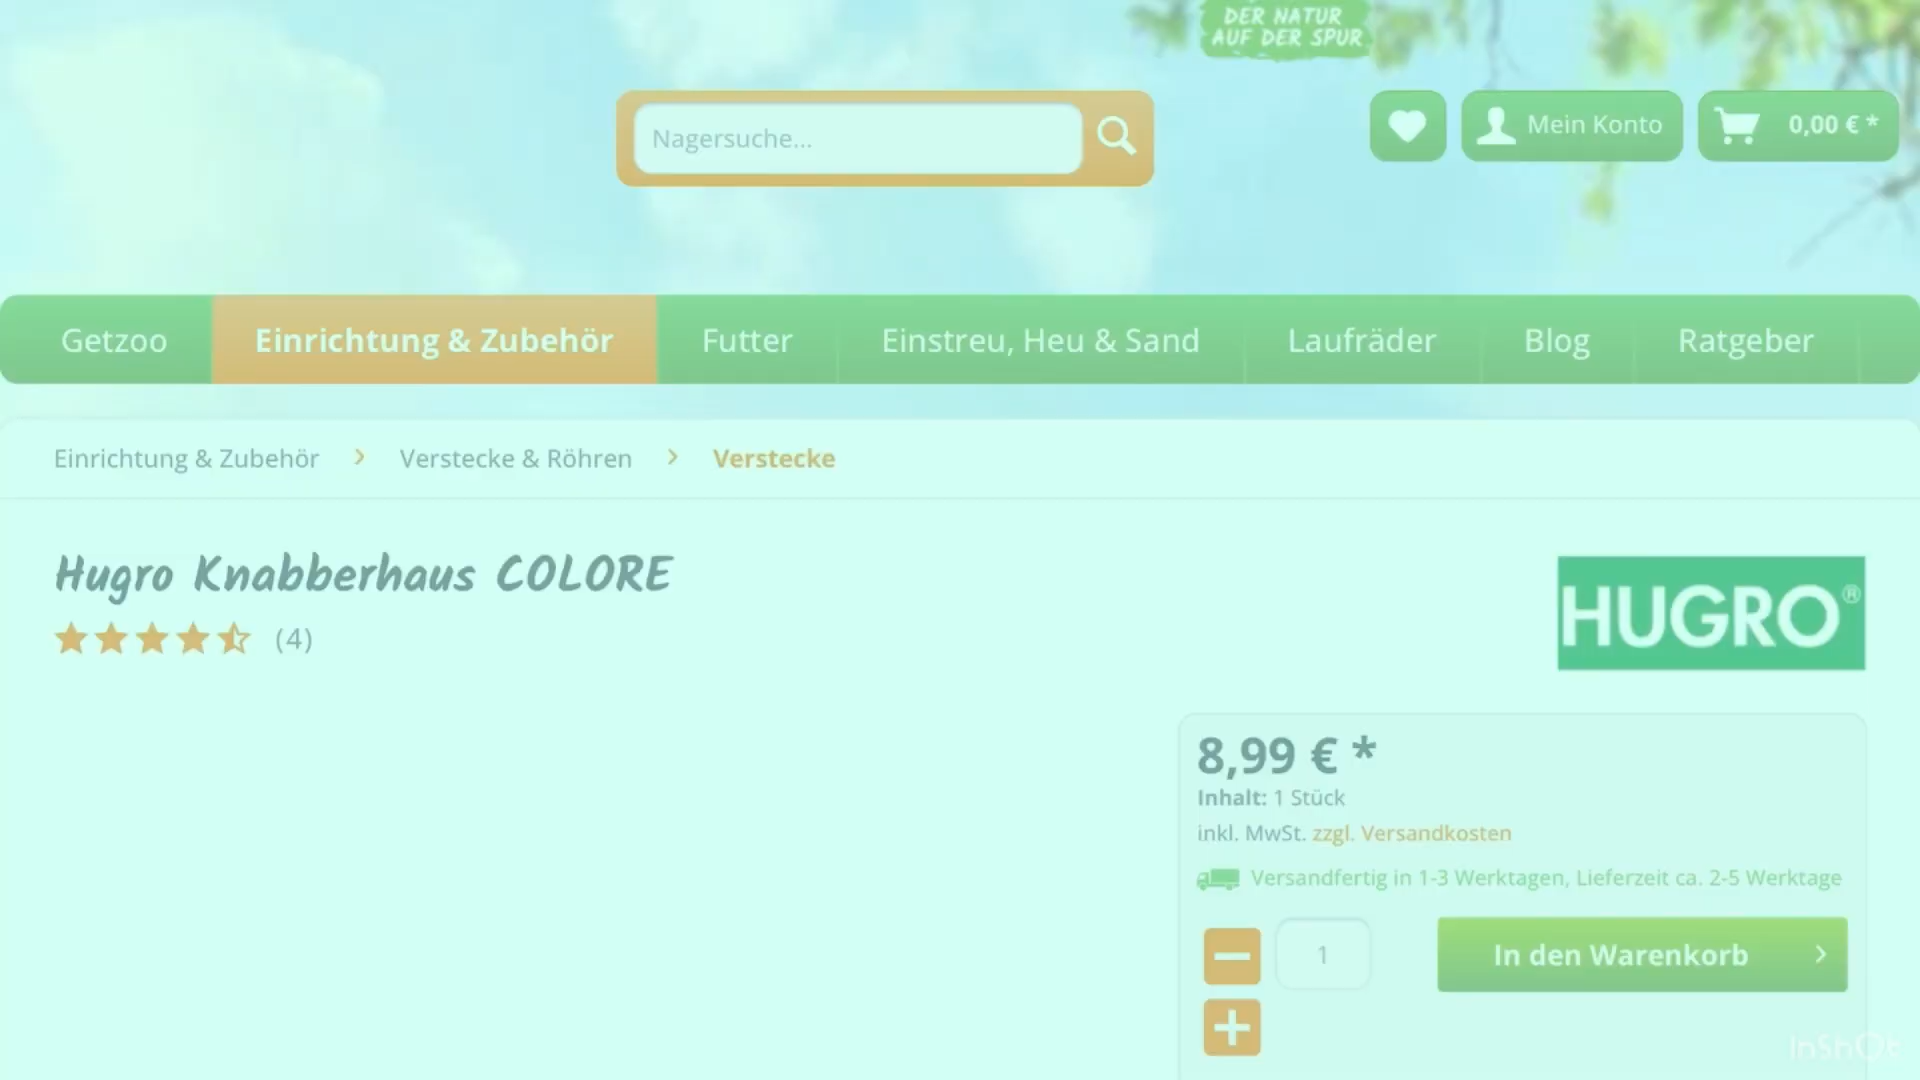 DER NATUR
AUF DER SPUR
Nagersuche...
Mein Konto
0,00 € *
Getzoo
Einrichtung & Zubehör
Futter
Einstreu, Heu & Sand
Laufräder
Blog
Ratgeber
Einrichtung & Zubehör > Verstecke & Röhren > Verstecke
Hugro Knabberhaus COLORE
(4)
HUGRO®
8,99 € *
Inhalt: 1 Stück
inkl. MwSt. zzgl. Versandkosten
Versandfertig in 1-3 Werktagen, Lieferzeit ca. 2-5 Werktage
1
In den Warenkorb
InShOt